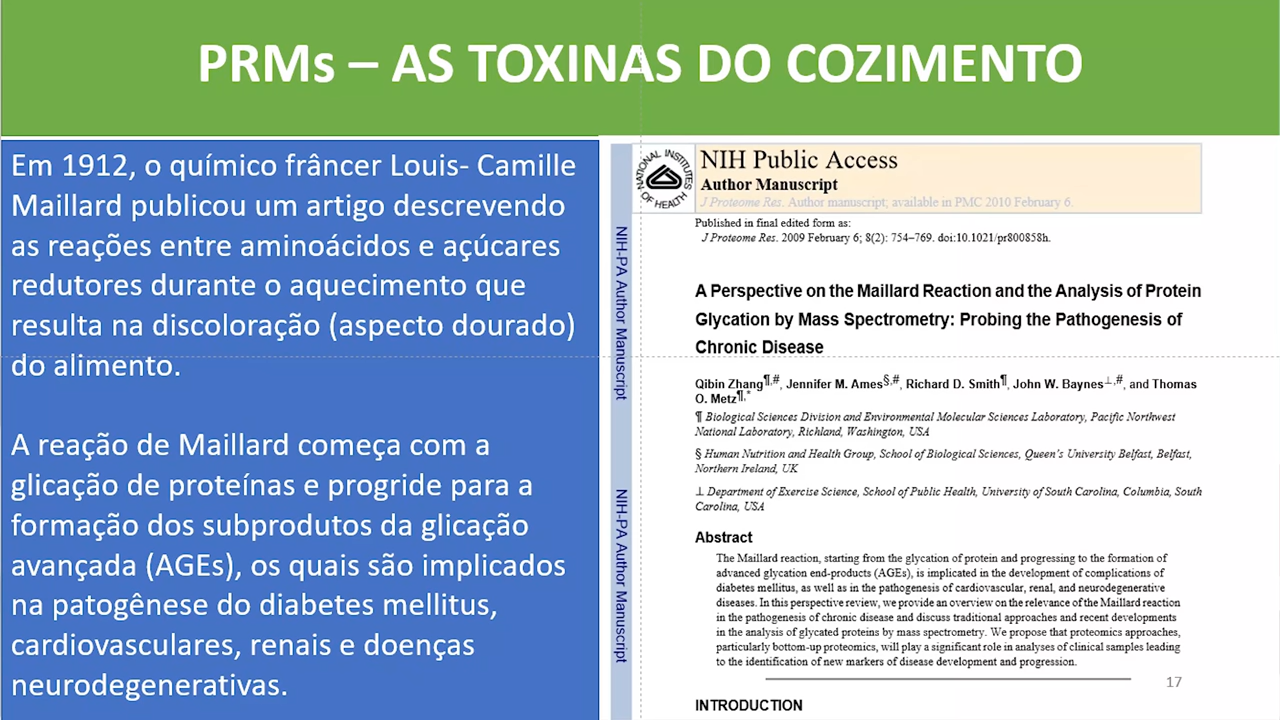 PRMs – AS TOXINAS DO COZIMENTO
Em 1912, o químico frâncer Louis- Camille
Maillard publicou um artigo descrevendo
as reações entre aminoácidos e açúcares
redutores durante o aquecimento que
resulta na discoloração (aspecto dourado)
do alimento.
A reação de Maillard começa com a
glicação de proteínas e progride para a
formação dos subprodutos da glicação
avançada (AGEs), os quais são implicados
na patogênese do diabetes mellitus,
cardiovasculares, renais e doenças
neurodegenerativas.
NIH-PA Author Manuscript
NIH-PA Author Manuscript
NATIONAL INSTITUTES OF HEALTH
NIH Public Access
Author Manuscript
J Proteome Res. Author manuscript; available in PMC 2010 February 6.
Published in final edited form as:
J Proteome Res. 2009 February 6; 8(2): 754–769. doi:10.1021/pr800858h.
A Perspective on the Maillard Reaction and the Analysis of Protein
Glycation by Mass Spectrometry: Probing the Pathogenesis of
Chronic Disease
Qibin Zhang¶,#, Jennifer M. Ames§,#, Richard D. Smith¶, John W. Baynes⊥,#, and Thomas
O. Metz¶,*
¶ Biological Sciences Division and Environmental Molecular Sciences Laboratory, Pacific Northwest
National Laboratory, Richland, Washington, USA
§ Human Nutrition and Health Group, School of Biological Sciences, Queen's University Belfast, Belfast,
Northern Ireland, UK
⊥ Department of Exercise Science, School of Public Health, University of South Carolina, Columbia, South
Carolina, USA
Abstract
The Maillard reaction, starting from the glycation of protein and progressing to the formation of
advanced glycation end-products (AGEs), is implicated in the development of complications of
diabetes mellitus, as well as in the pathogenesis of cardiovascular, renal, and neurodegenerative
diseases. In this perspective review, we provide an overview on the relevance of the Maillard reaction
in the pathogenesis of chronic disease and discuss traditional approaches and recent developments
in the analysis of glycated proteins by mass spectrometry. We propose that proteomics approaches,
particularly bottom-up proteomics, will play a significant role in analyses of clinical samples leading
to the identification of new markers of disease development and progression.
17
INTRODUCTION